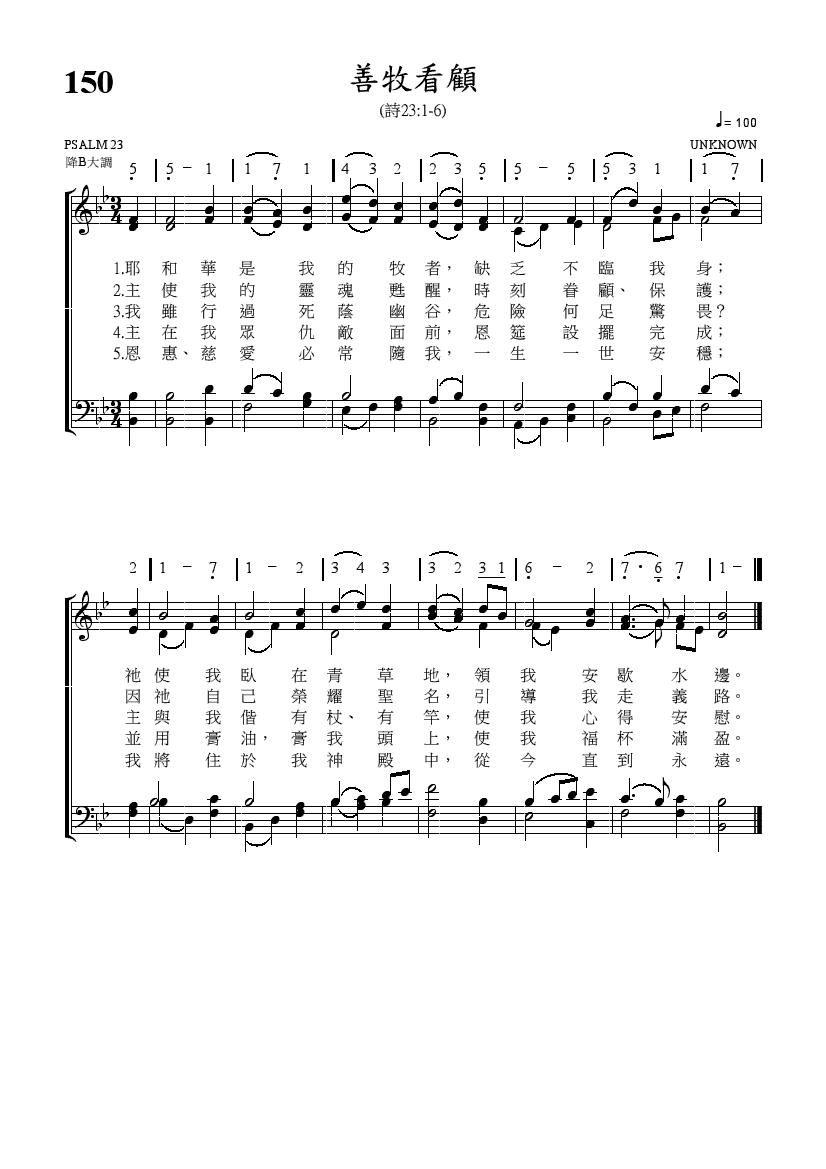 150
善牧看顧
(詩23:1-6)
♩= 100
PSALM 23 UNKNOWN
降B大調
5 | 5 – 1 | 1 7 1 | 4 3 2 | 2 3 5 | 5 – 5 | 5 3 1 | 1 7 |
3/4
1.耶和華是我的牧者，缺乏不臨我身；
2.主使我的靈魂甦醒，時刻眷顧、保護；
3.我雖行過死蔭幽谷，危險何足驚畏？
4.主在我眾仇敵面前，恩筵設擺完成；
5.恩惠、慈愛必常隨我，一生一世安穩；
3/4
2 | 1 – 7 | 1 – 2 | 3 4 3 | 3 2 3 1 | 6 – 2 | 7 · 6 7 | 1 –
祂使我臥在青草地，領我安歇水邊。
因祂自己榮耀聖名，引導我走義路。
主與我偕有杖、有竿，使我心得安慰。
並用膏油，膏我頭上，使我福杯滿盈。
我將住於我神殿中，從今直到永遠。